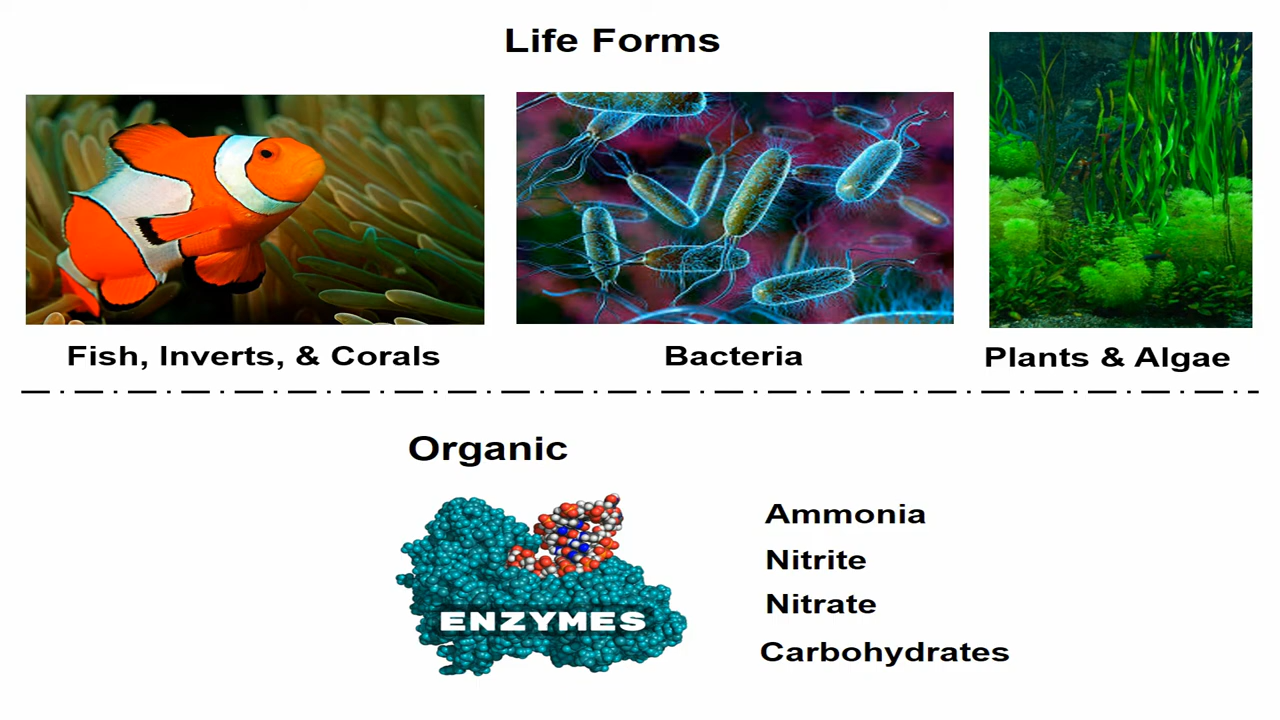 Life Forms
Fish, Inverts, & Corals
Bacteria
Plants & Algae
Organic
ENZYMES
Ammonia
Nitrite
Nitrate
Carbohydrates